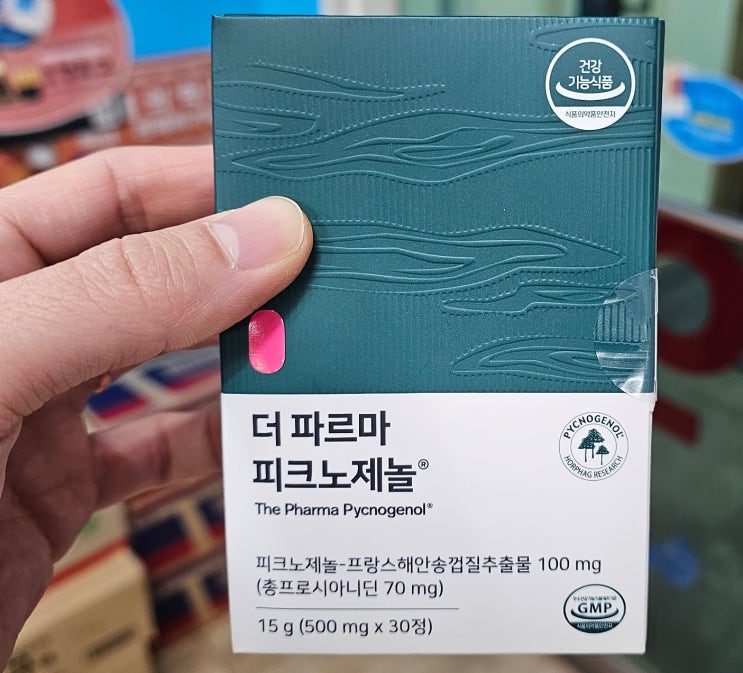 건강
기능식품
식품의약품안전처
더 파르마
피크노제놀®
The Pharma Pycnogenol®
PYCNOGENOL®
HORPHAG RESEARCH
피크노제놀-프랑스해안송껍질추출물 100 mg
(총프로시아니딘 70 mg)
15 g (500 mg x 30정)
GMP
식품의약품안전처